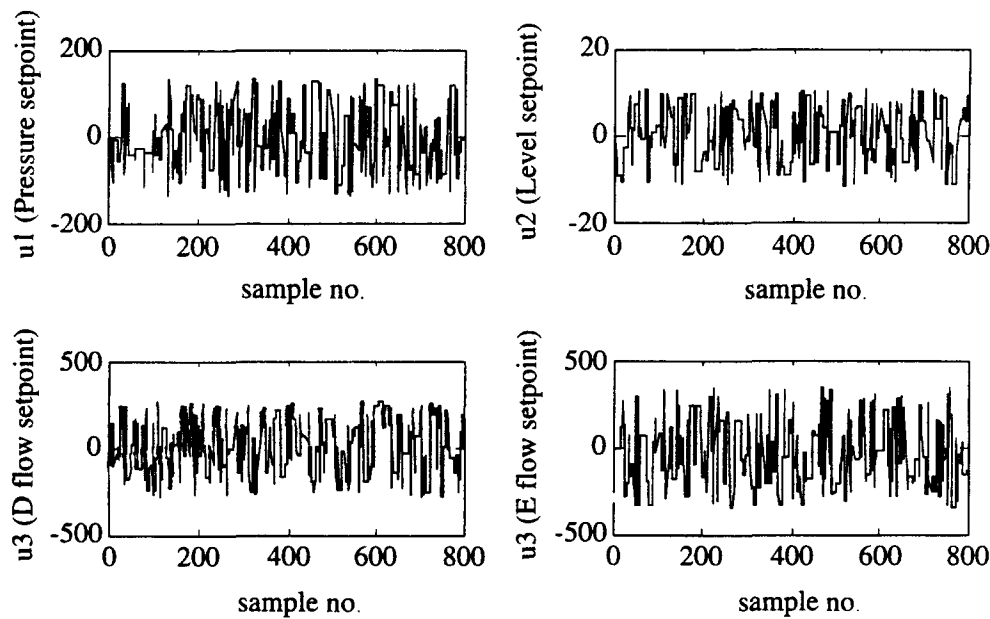 u1 (Pressure setpoint)
200
0
-200
0 200 400 600 800
sample no.
u2 (Level setpoint)
20
0
-20
0 200 400 600 800
sample no.
u3 (D flow setpoint)
500
0
-500
0 200 400 600 800
sample no.
u3 (E flow setpoint)
500
0
-500
0 200 400 600 800
sample no.